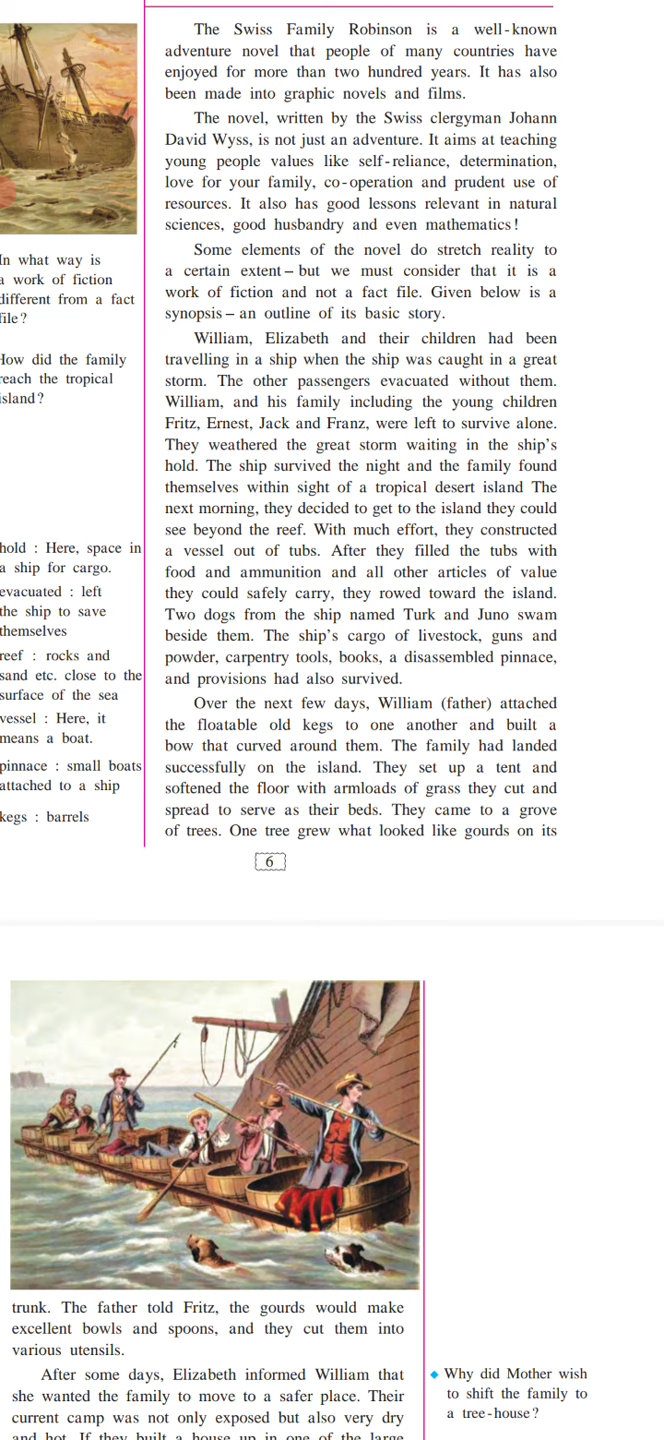 The Swiss Family Robinson is a well-known
adventure novel that people of many countries have
enjoyed for more than two hundred years. It has also
been made into graphic novels and films.
The novel, written by the Swiss clergyman Johann
David Wyss, is not just an adventure. It aims at teaching
young people values like self-reliance, determination,
love for your family, co-operation and prudent use of
resources. It also has good lessons relevant in natural
sciences, good husbandry and even mathematics!
Some elements of the novel do stretch reality to
a certain extent – but we must consider that it is a
work of fiction and not a fact file. Given below is a
synopsis – an outline of its basic story.
William, Elizabeth and their children had been
travelling in a ship when the ship was caught in a great
storm. The other passengers evacuated without them.
William, and his family including the young children
Fritz, Ernest, Jack and Franz, were left to survive alone.
They weathered the great storm waiting in the ship's
hold. The ship survived the night and the family found
themselves within sight of a tropical desert island The
next morning, they decided to get to the island they could
see beyond the reef. With much effort, they constructed
a vessel out of tubs. After they filled the tubs with
food and ammunition and all other articles of value
they could safely carry, they rowed toward the island.
Two dogs from the ship named Turk and Juno swam
beside them. The ship's cargo of livestock, guns and
powder, carpentry tools, books, a disassembled pinnace,
and provisions had also survived.
Over the next few days, William (father) attached
the floatable old kegs to one another and built a
bow that curved around them. The family had landed
successfully on the island. They set up a tent and
softened the floor with armloads of grass they cut and
spread to serve as their beds. They came to a grove
of trees. One tree grew what looked like gourds on its
In what way is
a work of fiction
different from a fact
file?
How did the family
reach the tropical
island?
hold : Here, space in
a ship for cargo.
evacuated : left
the ship to save
themselves
reef : rocks and
sand etc. close to the
surface of the sea
vessel : Here, it
means a boat.
pinnace : small boats
attached to a ship
kegs : barrels
6
trunk. The father told Fritz, the gourds would make
excellent bowls and spoons, and they cut them into
various utensils.
After some days, Elizabeth informed William that
she wanted the family to move to a safer place. Their
current camp was not only exposed but also very dry
and hot. If they built a house up in one of the large
Why did Mother wish
to shift the family to
a tree-house?